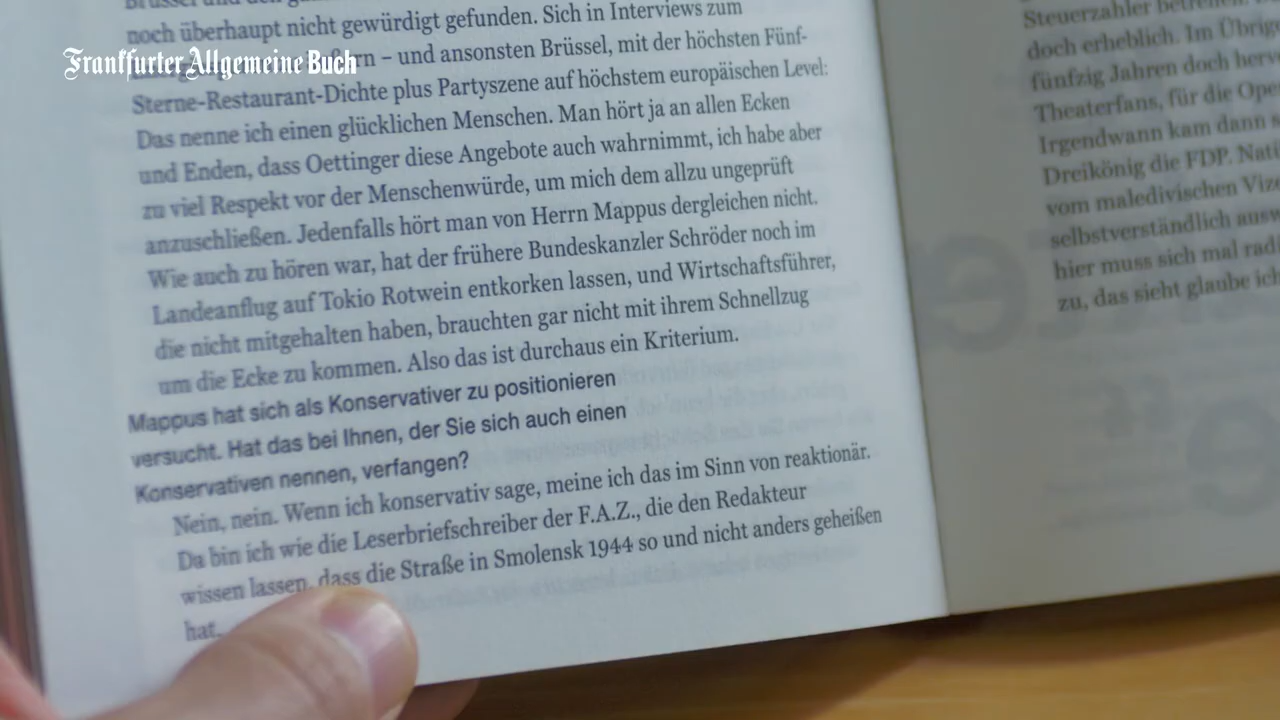 Frankfurter Allgemeine Buch
noch überhaupt nicht gewürdigt gefunden. Sich in Interviews zum
– und ansonsten Brüssel, mit der höchsten Fünf-
Sterne-Restaurant-Dichte plus Partyszene auf höchstem europäischen Level:
Das nenne ich einen glücklichen Menschen. Man hört ja an allen Ecken
und Enden, dass Oettinger diese Angebote auch wahrnimmt, ich habe aber
zu viel Respekt vor der Menschenwürde, um mich dem allzu ungeprüft
anzuschließen. Jedenfalls hört man von Herrn Mappus dergleichen nicht.
Wie auch zu hören war, hat der frühere Bundeskanzler Schröder noch im
Landeanflug auf Tokio Rotwein entkorken lassen, und Wirtschaftsführer,
die nicht mitgehalten haben, brauchten gar nicht mit ihrem Schnellzug
um die Ecke zu kommen. Also das ist durchaus ein Kriterium.
Mappus hat sich als Konservativer zu positionieren
versucht. Hat das bei Ihnen, der Sie sich auch einen
Konservativen nennen, verfangen?
Nein, nein. Wenn ich konservativ sage, meine ich das im Sinn von reaktionär.
Da bin ich wie die Leserbriefschreiber der F.A.Z., die den Redakteur
wissen lassen, dass die Straße in Smolensk 1944 so und nicht anders geheißen
hat.
Steuerzahler
doch erheblich. Im
fünfzig Jahren doch
Theaterfans, für die
Irgendwann kam dann
Dreikönig die FDP.
vom maledivischen
selbstverständlich
hier muss sich mal
zu, das sieht glaube